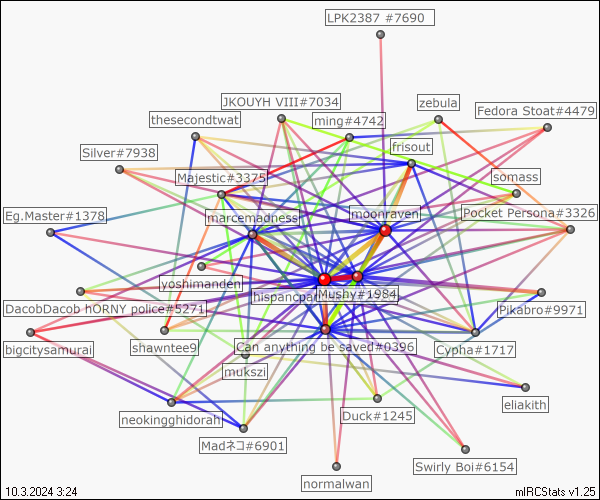 LPK2387 #7690
JKOUYH VIII#7034
zebula
thesecondtwat
ming#4742
Fedora Stoat#4479
frisout
Silver#7938
Majestic#3375
somass
Eg.Master#1378
marcemadness
moonraven
Pocket Persona#3326
yoshimanden
Mushy#1984
DacobDacob hORNY police#5271
Pikabro#9971
bigcitysamurai
shawntee9
Can anything be saved#0396
Cypha#1717
mukszi
eliakith
neokingghidorah
Duck#1245
Madネコ#6901
Swirly Boi#6154
normalwan
10.3.2024 3:24
mIRCStats v1.25